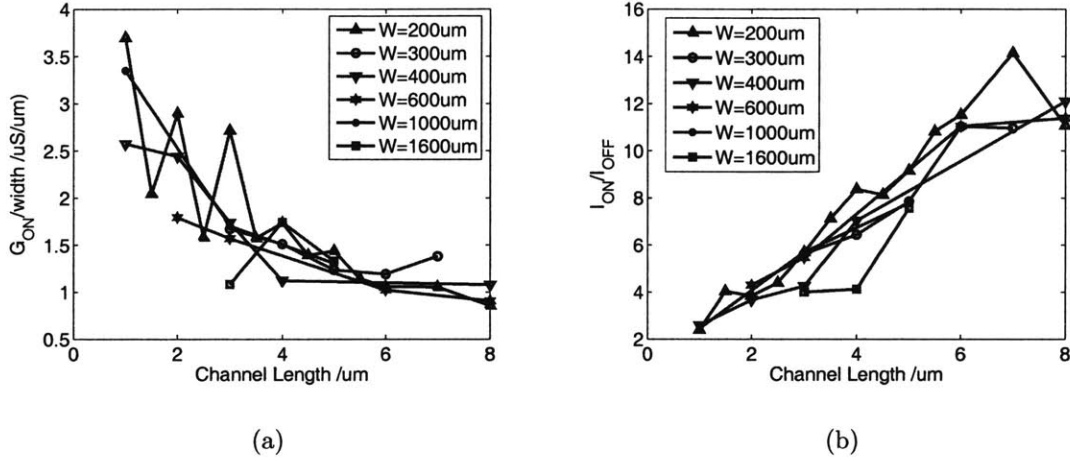 4
3.5
3
2.5
2
1.5
1
0.5
0
2
4
6
8
G_ON/width /uS/um)
Channel Length /um
W=200um
W=300um
W=400um
W=600um
W=1000um
W=1600um
(a)
16
14
12
10
8
6
4
2
0
2
4
6
8
I_ON/I_OFF
Channel Length /um
W=200um
W=300um
W=400um
W=600um
W=1000um
W=1600um
(b)